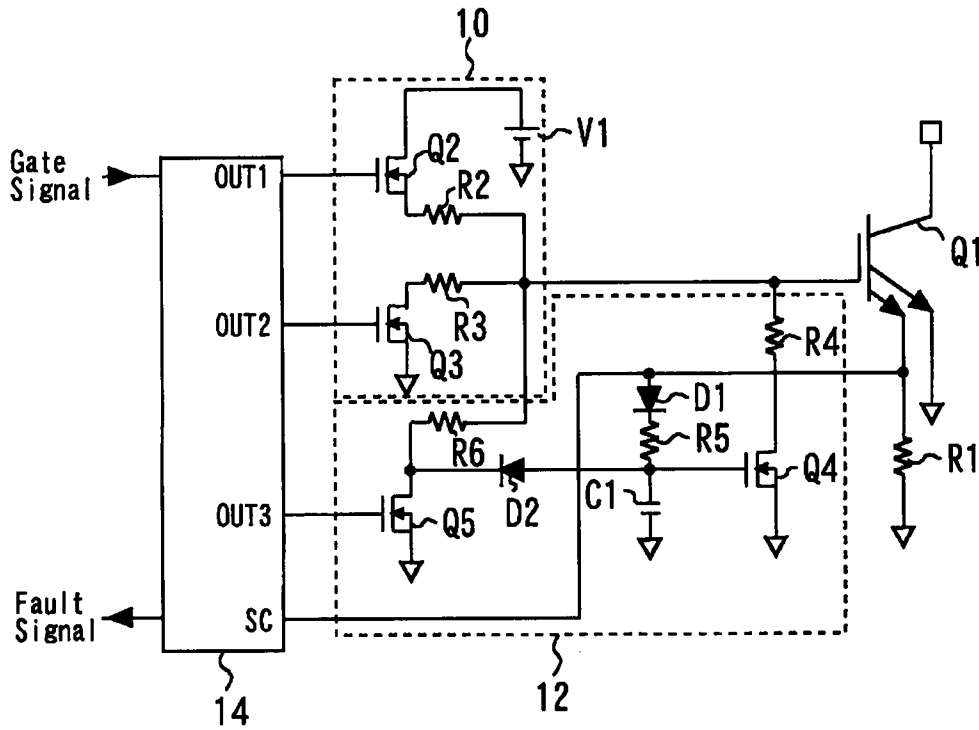 10
V1
Gate
Signal
OUT1
Q2
R2
Q1
OUT2
R3
Q3
R4
D1
R6
R5
R1
Q4
C1
D2
OUT3
Q5
Fault
Signal
SC
14
12